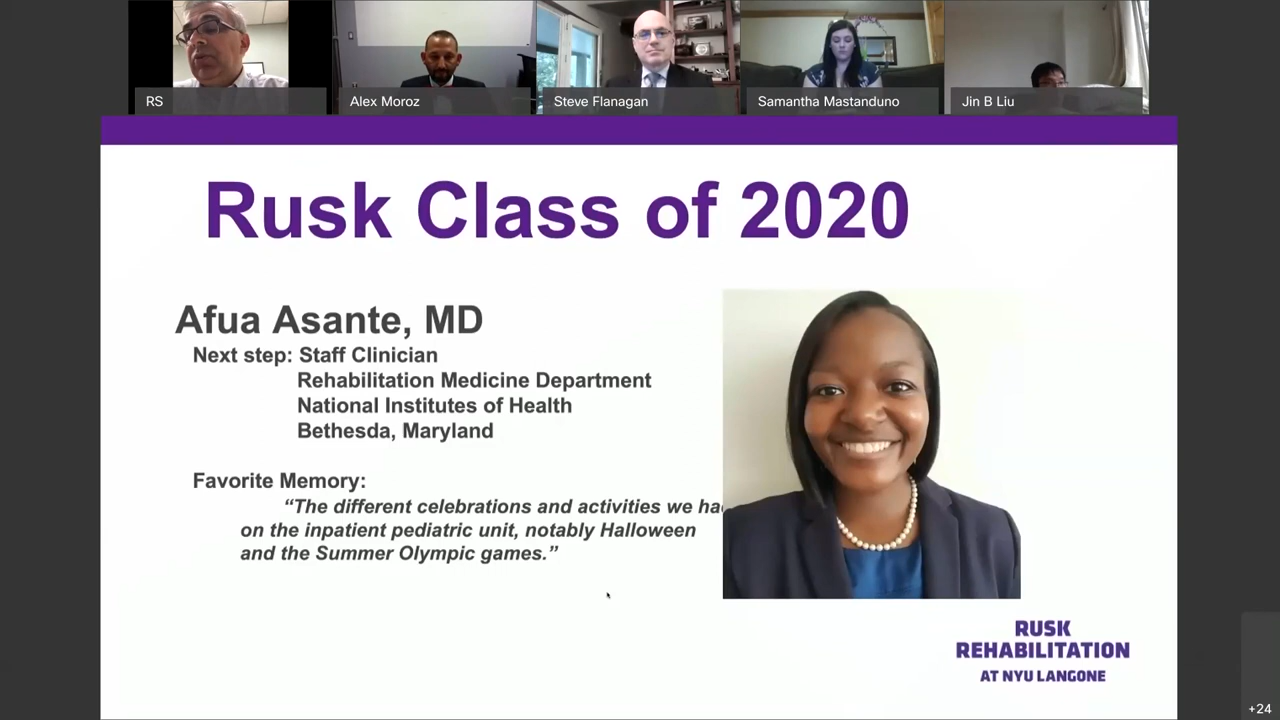 RS
Alex Moroz
Steve Flanagan
Samantha Mastanduno
Jin B Liu
Rusk Class of 2020
Afua Asante, MD
Next step: Staff Clinician
Rehabilitation Medicine Department
National Institutes of Health
Bethesda, Maryland
Favorite Memory:
“The different celebrations and activities we had
on the inpatient pediatric unit, notably Halloween
and the Summer Olympic games.”
RUSK
REHABILITATION
AT NYU LANGONE
+24